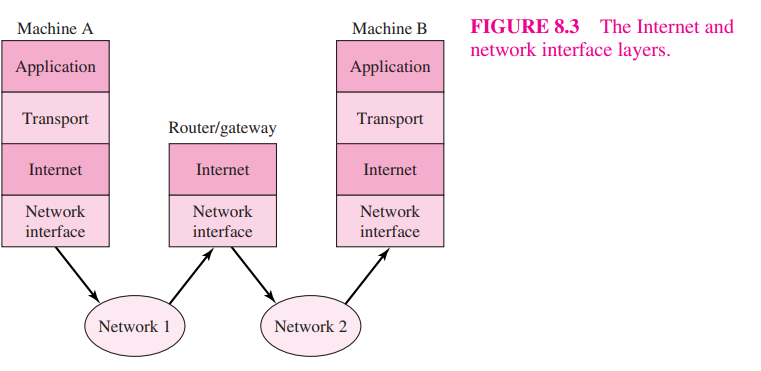 Machine A
Application
Transport
Internet
Network
interface
Router/gateway
Internet
Network
interface
Machine B
Application
Transport
Internet
Network
interface
Network 1
Network 2
FIGURE 8.3 The Internet and
network interface layers.